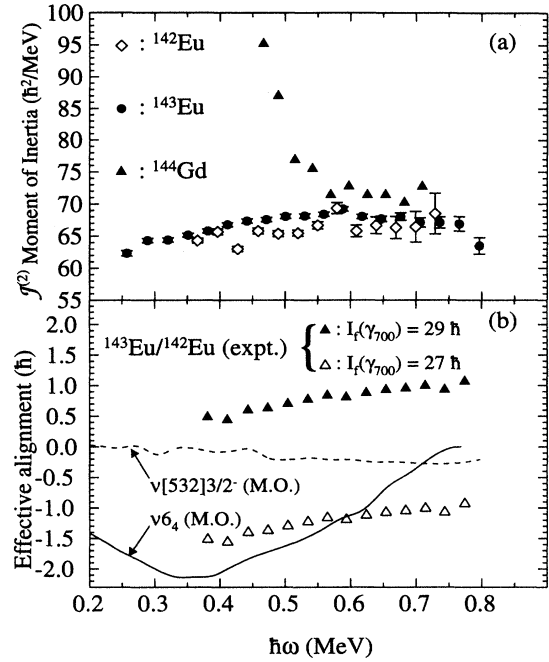 100
95
90
85
80
75
70
65
60
55
𝒥⁽²⁾ Moment of Inertia (ħ²/MeV)
(a)
◇ : ¹⁴²Eu
● : ¹⁴³Eu
▲ : ¹⁴⁴Gd
2.0
1.5
1.0
0.5
0.0
-0.5
-1.0
-1.5
-2.0
Effective alignment (ħ)
(b)
¹⁴³Eu/¹⁴²Eu (expt.) {
▲ : I_f(γ₇₀₀) = 29 ħ
△ : I_f(γ₇₀₀) = 27 ħ
ν[532]3/2⁻ (M.O.)
ν6₄ (M.O.)
0.2 0.3 0.4 0.5 0.6 0.7 0.8
ħω (MeV)